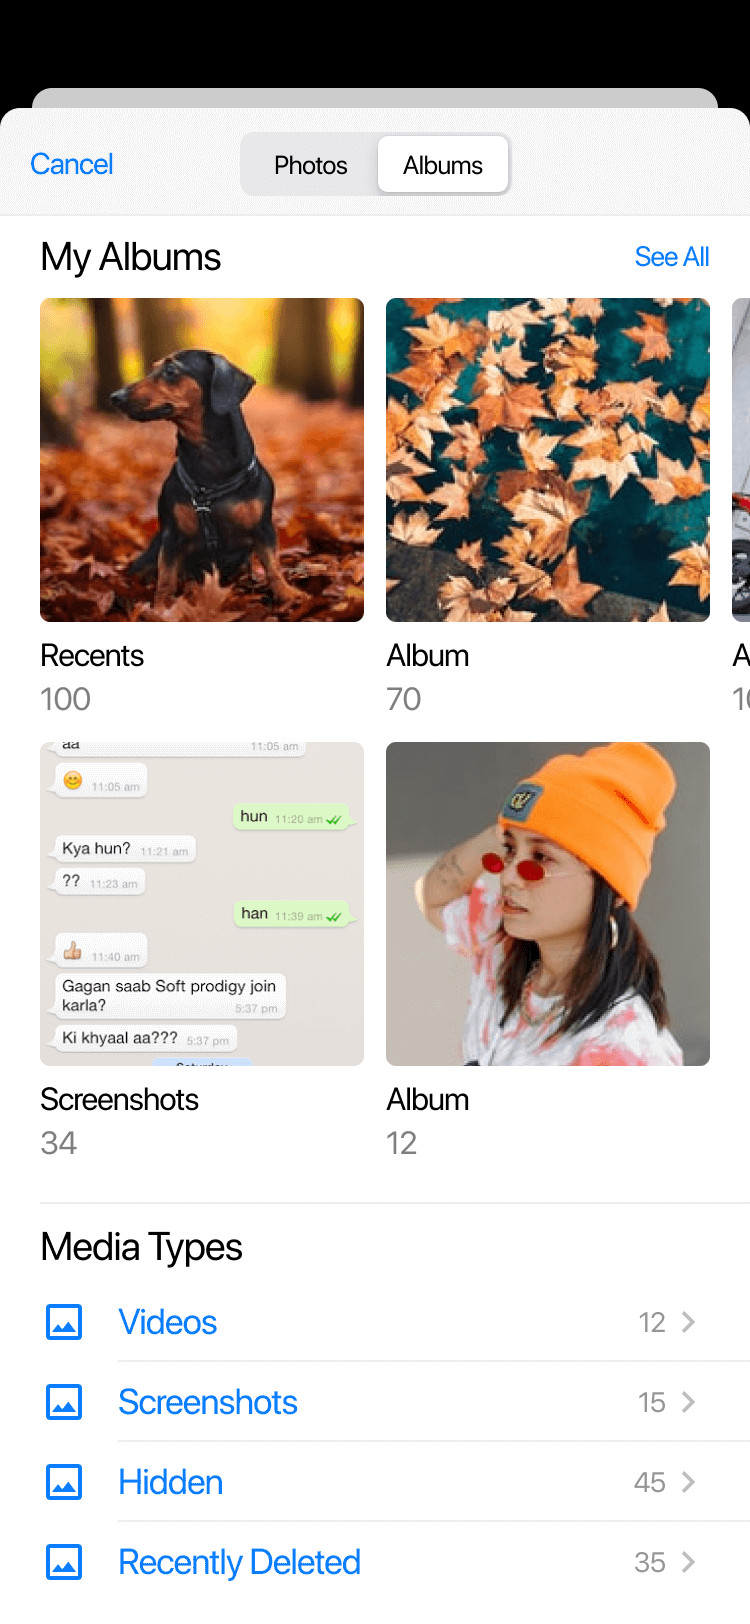 Cancel
Photos
Albums
My Albums
See All
Recents
100
Album
70
aa
11:05 am
11:05 am
hun 11:20 am
Kya hun? 11:21 am
?? 11:23 am
han 11:39 am
11:40 am
Gagan saab Soft prodigy join
karla? 5:37 pm
Ki khyaal aa??? 5:37 pm
Saturday
Screenshots
34
Album
12
Media Types
Videos 12
Screenshots 15
Hidden 45
Recently Deleted 35